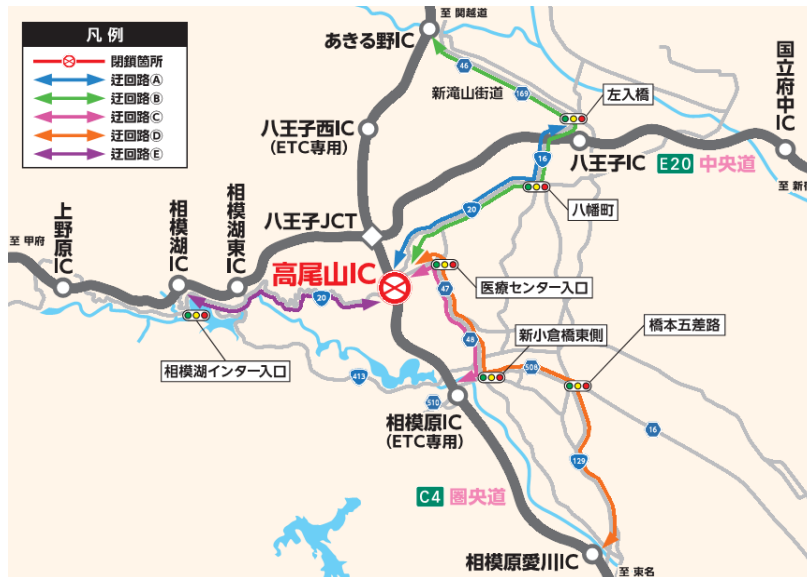 凡 例
閉鎖箇所
迂回路Ⓐ
迂回路Ⓑ
迂回路Ⓒ
迂回路Ⓓ
迂回路Ⓔ
至 関越道
あきる野IC
46
新滝山街道
169
左入橋
国立府中IC
八王子西IC
(ETC専用)
16
八王子IC
E20 中央道
至 新宿
八幡町
20
八王子JCT
上野原IC
相模湖IC
相模湖東IC
至 甲府
高尾山IC
医療センター入口
47
20
48
新小倉橋東側
橋本五差路
相模湖インター入口
413
508
510
相模原IC
(ETC専用)
16
129
C4 圏央道
相模原愛川IC
至 東名